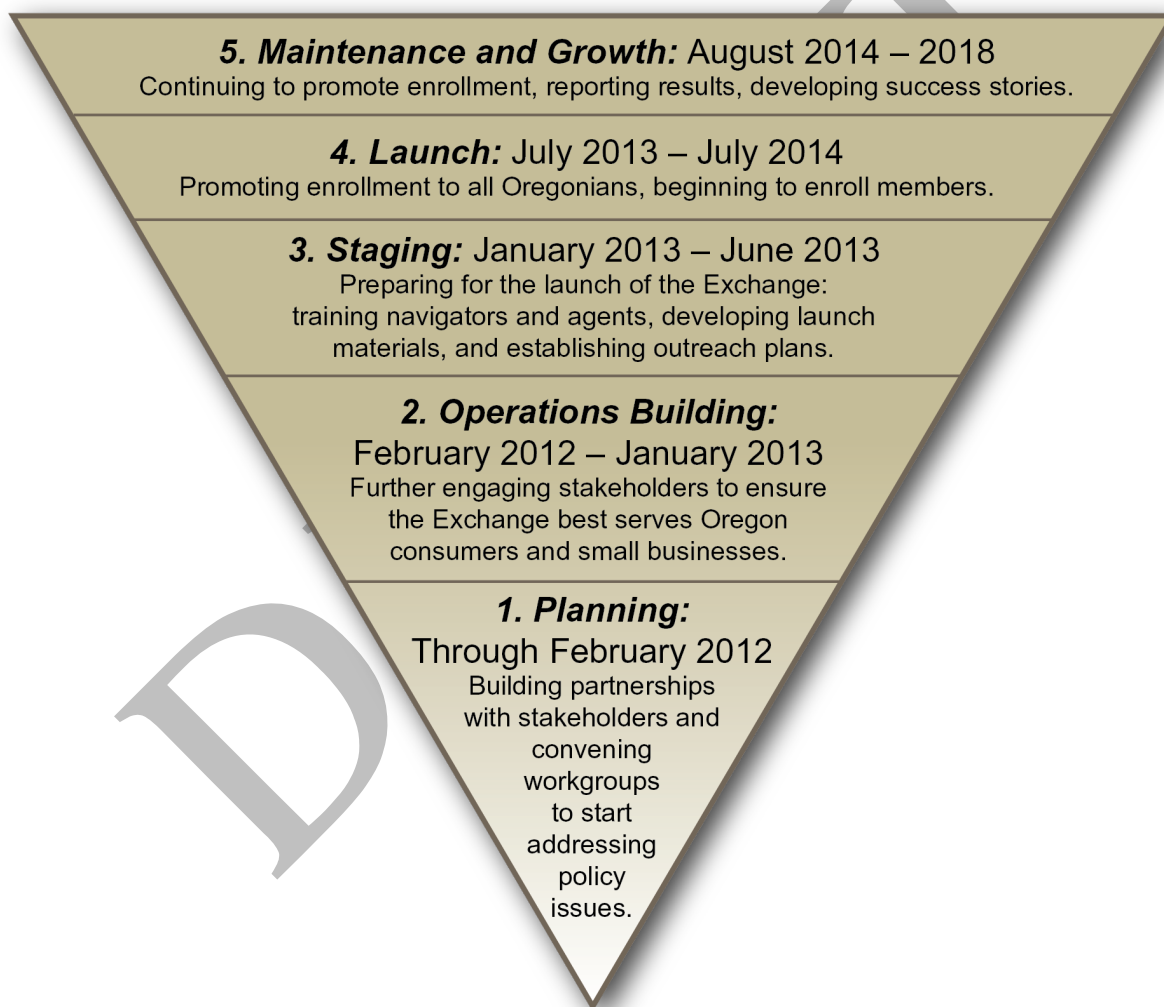 5. Maintenance and Growth: August 2014 – 2018
Continuing to promote enrollment, reporting results, developing success stories.
4. Launch: July 2013 – July 2014
Promoting enrollment to all Oregonians, beginning to enroll members.
3. Staging: January 2013 – June 2013
Preparing for the launch of the Exchange:
training navigators and agents, developing launch
materials, and establishing outreach plans.
2. Operations Building:
February 2012 – January 2013
Further engaging stakeholders to ensure
the Exchange best serves Oregon
consumers and small businesses.
1. Planning:
Through February 2012
Building partnerships
with stakeholders and
convening
workgroups
to start
addressing
policy
issues.
D